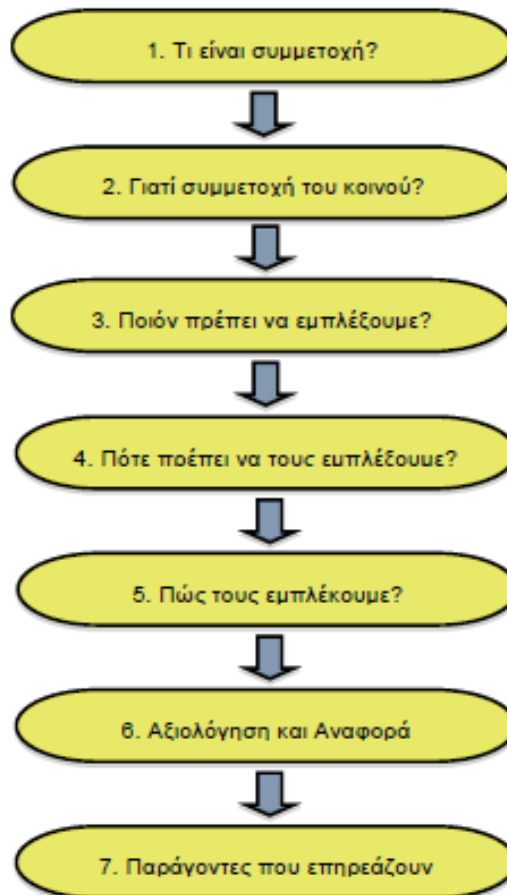 1. Τι είναι συμμετοχή?
2. Γιατί συμμετοχή του κοινού?
3. Ποιόν πρέπει να εμπλέξουμε?
4. Πότε πρέπει να τους εμπλέξουμε?
5. Πώς τους εμπλέκουμε?
6. Αξιολόγηση και Αναφορά
7. Παράγοντες που επηρεάζουν